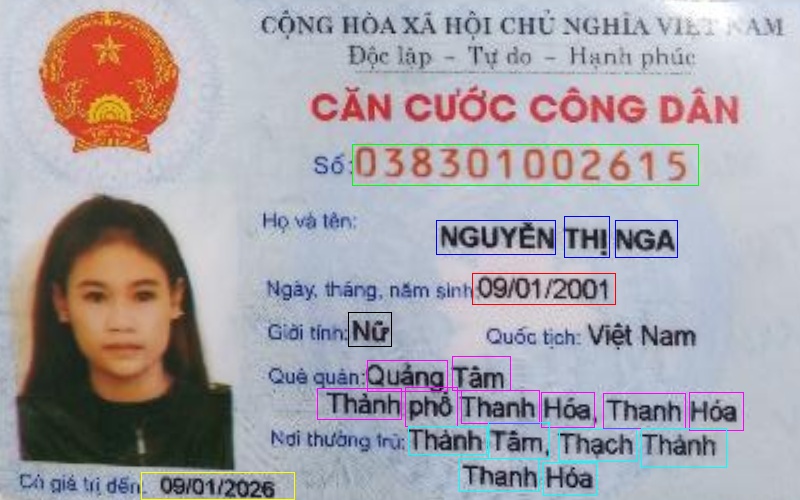 CỘNG HÒA XÃ HỘI CHỦ NGHĨA VIỆT NAM
Độc lập - Tự do - Hạnh phúc
CĂN CƯỚC CÔNG DÂN
Số: 038301002615
Họ và tên:
NGUYỄN THỊ NGA
Ngày, tháng, năm sinh: 09/01/2001
Giới tính: Nữ Quốc tịch: Việt Nam
Quê quán: Quảng Tâm
Thành phố Thanh Hóa, Thanh Hóa
Nơi thường trú: Thành Tâm, Thạch Thành
Thanh Hóa
Có giá trị đến: 09/01/2026